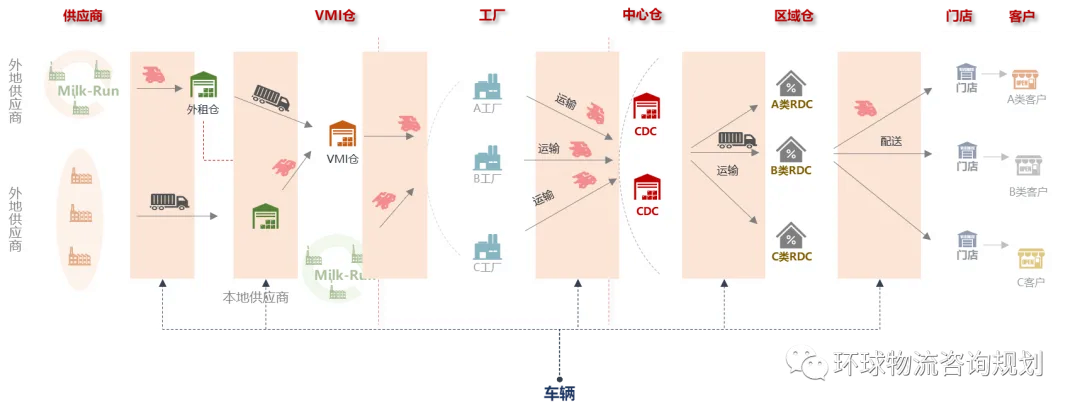 供应商
VMI仓
工厂
中心仓
区域仓
门店
客户
外地供应商
Milk-Run
外租仓
VMI仓
外地供应商
Milk-Run
本地供应商
A工厂
B工厂
C工厂
运输
运输
运输
CDC
CDC
运输
A类RDC
B类RDC
C类RDC
配送
门店
门店
门店
A类客户
B类客户
C客户
车辆
环球物流咨询规划